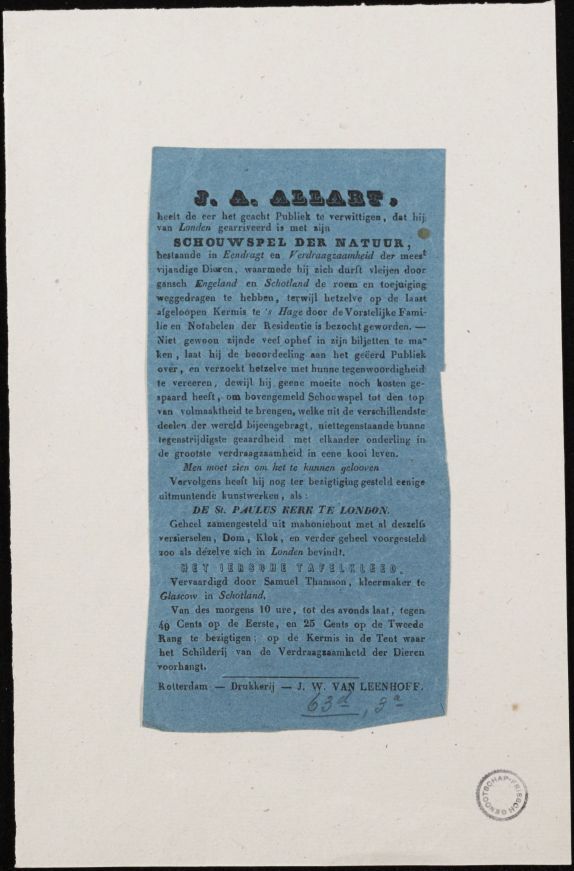 J. A. ALLART,
heeft de eer het geacht Publiek te verwittigen, dat hij
van Londen gearriveerd is met zijn
SCHOUWSPEL DER NATUUR,
bestaande in Eendragt en Verdraagzaamheid der meest
vijandige Dieren, waarmede hij zich durft vleijen door
gansch Engeland en Schotland de roem en toejuiging
weggedragen te hebben, terwijl hetzelve op de laast
afgeloopen Kermis te 's Hage door de Vorstelijke Fami-
lie en Notabelen der Residentie is bezocht geworden. —
Niet gewoon zijnde veel ophef in zijn biljetten te ma-
ken, laat hij de beoordeeling aan het geëerd Publiek
over, en verzoekt hetzelve met hunne tegenwoordigheid
te vereeren, dewijl hij geene moeite noch kosten ge-
spaard heeft, om bovengemeld Schouwspel tot den top
van volmaaktheid te brengen, welke uit de verschillendste
deelen der wereld bijeengebragt, niettegenstaande hunne
tegenstrijdigste geaardheid met elkander onderling in
de grootste verdraagzaamheid in eene kooi leven.
Men moet zien om het te kunnen gelooven
Vervolgens heeft hij nog ter bezigtiging gesteld eenige
uitmuntende kunstwerken, als:
DE St. PAULUS KERK TE LONDON.
Geheel zamengesteld uit mahoniehout met al deszelfs
versierselen, Dom, Klok, en verder geheel voorgesteld
zoo als dezelve zich in Londen bevindt.
HET IERSCHE TAFELKLEED.
Vervaardigd door Samuel Thamson, kleermaker te
Glascow in Schotland.
Van des morgens 10 ure, tot des avonds laat, tegen
49 Cents op de Eerste, en 25 Cents op de Tweede
Rang te bezigtigen; op de Kermis in de Tent waar
het Schilderij van de Verdraagzaamheid der Dieren
voorhangt.
Rotterdam — Drukkerij — J. W. VAN LEENHOFF.
63d, 3a
GENOOTSCHAP-FRIESCH